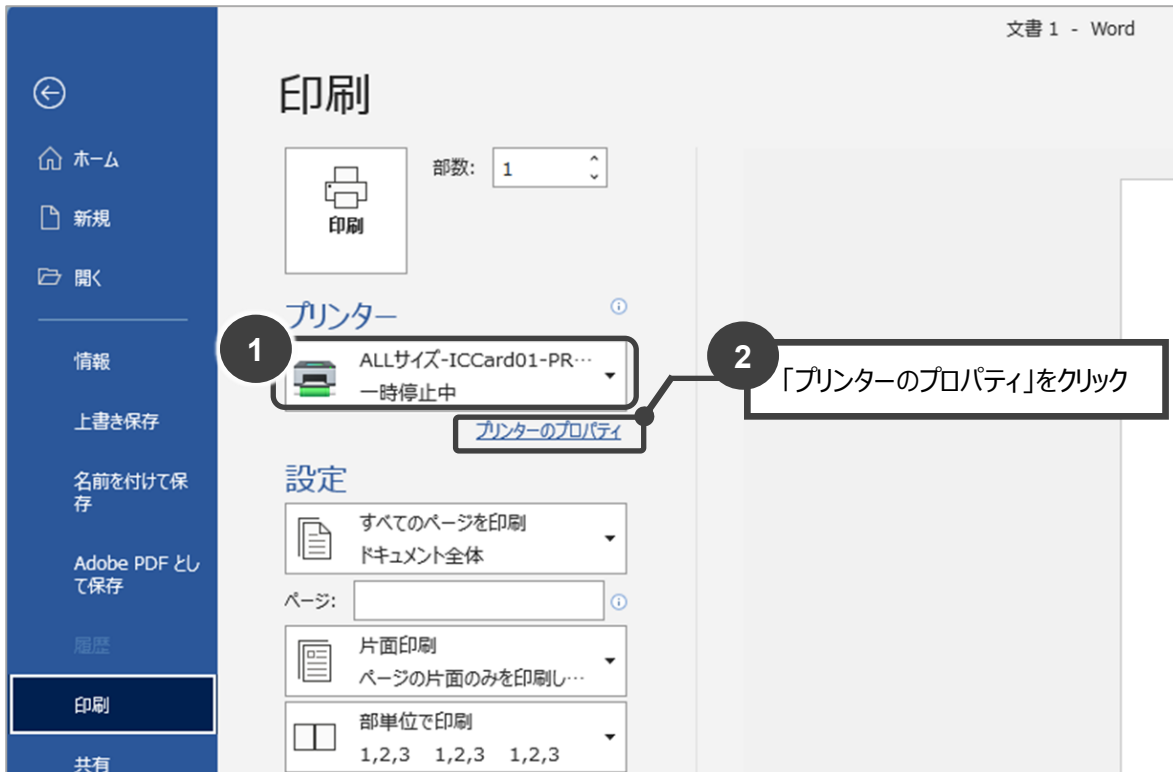 文書 1 - Word
ホーム
新規
開く
情報
上書き保存
名前を付けて保
存
Adobe PDF とし
て保存
履歴
印刷
共有
印刷
印刷
部数: 1
プリンター
1
ALLサイズ-ICCard01-PR…
一時停止中
プリンターのプロパティ
2
「プリンターのプロパティ」をクリック
設定
すべてのページを印刷
ドキュメント全体
ページ:
片面印刷
ページの片面のみを印刷し…
部単位で印刷
1,2,3 1,2,3 1,2,3